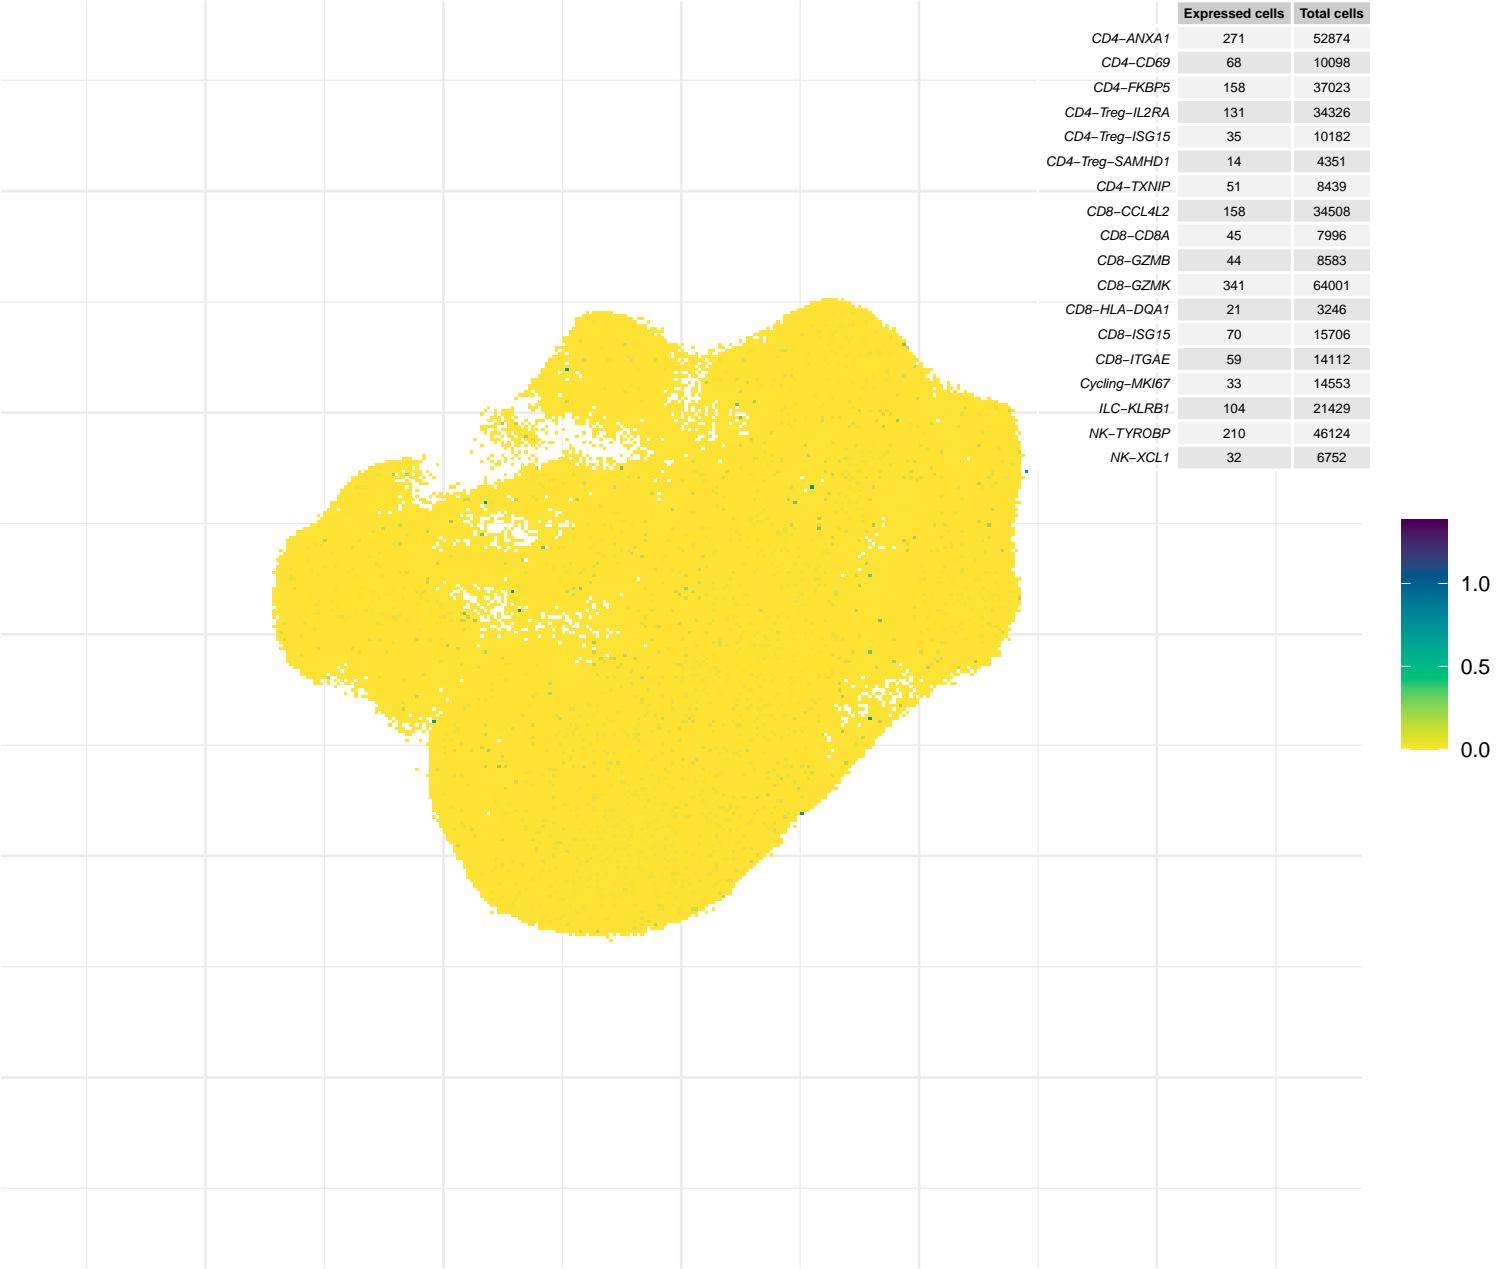 Expressed cells Total cells
CD4−ANXA1 271 52874
CD4−CD69 68 10098
CD4−FKBP5 158 37023
CD4−Treg−IL2RA 131 34326
CD4−Treg−ISG15 35 10182
CD4−Treg−SAMHD1 14 4351
CD4−TXNIP 51 8439
CD8−CCL4L2 158 34508
CD8−CD8A 45 7996
CD8−GZMB 44 8583
CD8−GZMK 341 64001
CD8−HLA−DQA1 21 3246
CD8−ISG15 70 15706
CD8−ITGAE 59 14112
Cycling−MKI67 33 14553
ILC−KLRB1 104 21429
NK−TYROBP 210 46124
NK−XCL1 32 6752
1.0
0.5
0.0